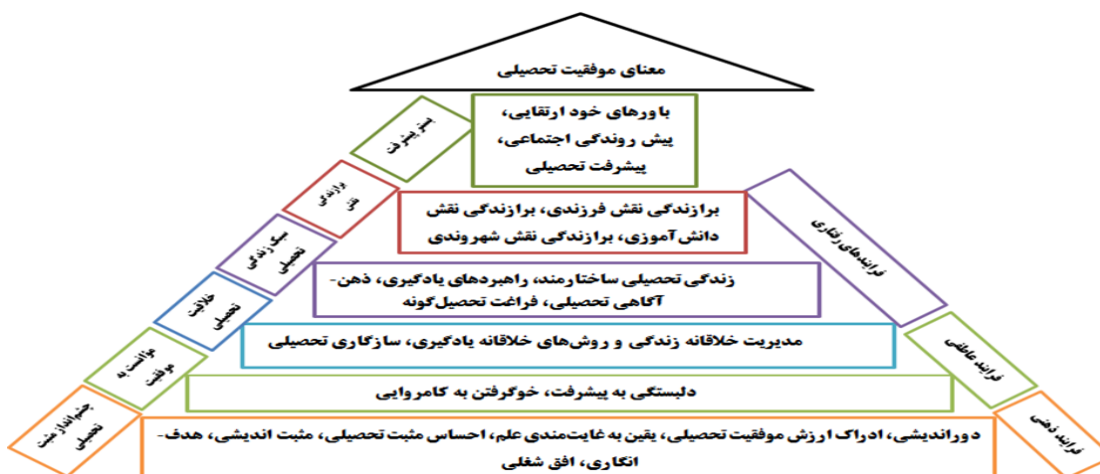 معنای موفقیت تحصیلی
باورهای خود ارتقایی،
پیش روندگی اجتماعی،
پیشرفت تحصیلی
بستر پیشرفت
برازندگی نقش فرزندی، برازندگی نقش
دانش‌آموزی، برازندگی نقش شهروندی
برازندگی
نقش
زندگی تحصیلی ساختارمند، راهبردهای یادگیری، ذهن-
آگاهی تحصیلی، فراغت تحصیل‌گونه
سبک زندگی
تحصیلی
فرایندهای رفتاری
مدیریت خلاقانه زندگی و روش‌های خلاقانه یادگیری، سازگاری تحصیلی
خلاقیت
تحصیلی
دلبستگی به پیشرفت، خوگرفتن به کامروایی
موانست به
موفقیت
فرایند عاطفی
دوراندیشی، ادراک ارزش موفقیت تحصیلی، یقین به غایت‌مندی علم، احساس مثبت تحصیلی، مثبت اندیشی، هدف-
انگاری، افق شغلی
چشم‌انداز مثبت
تحصیلی
فرایند ذهنی